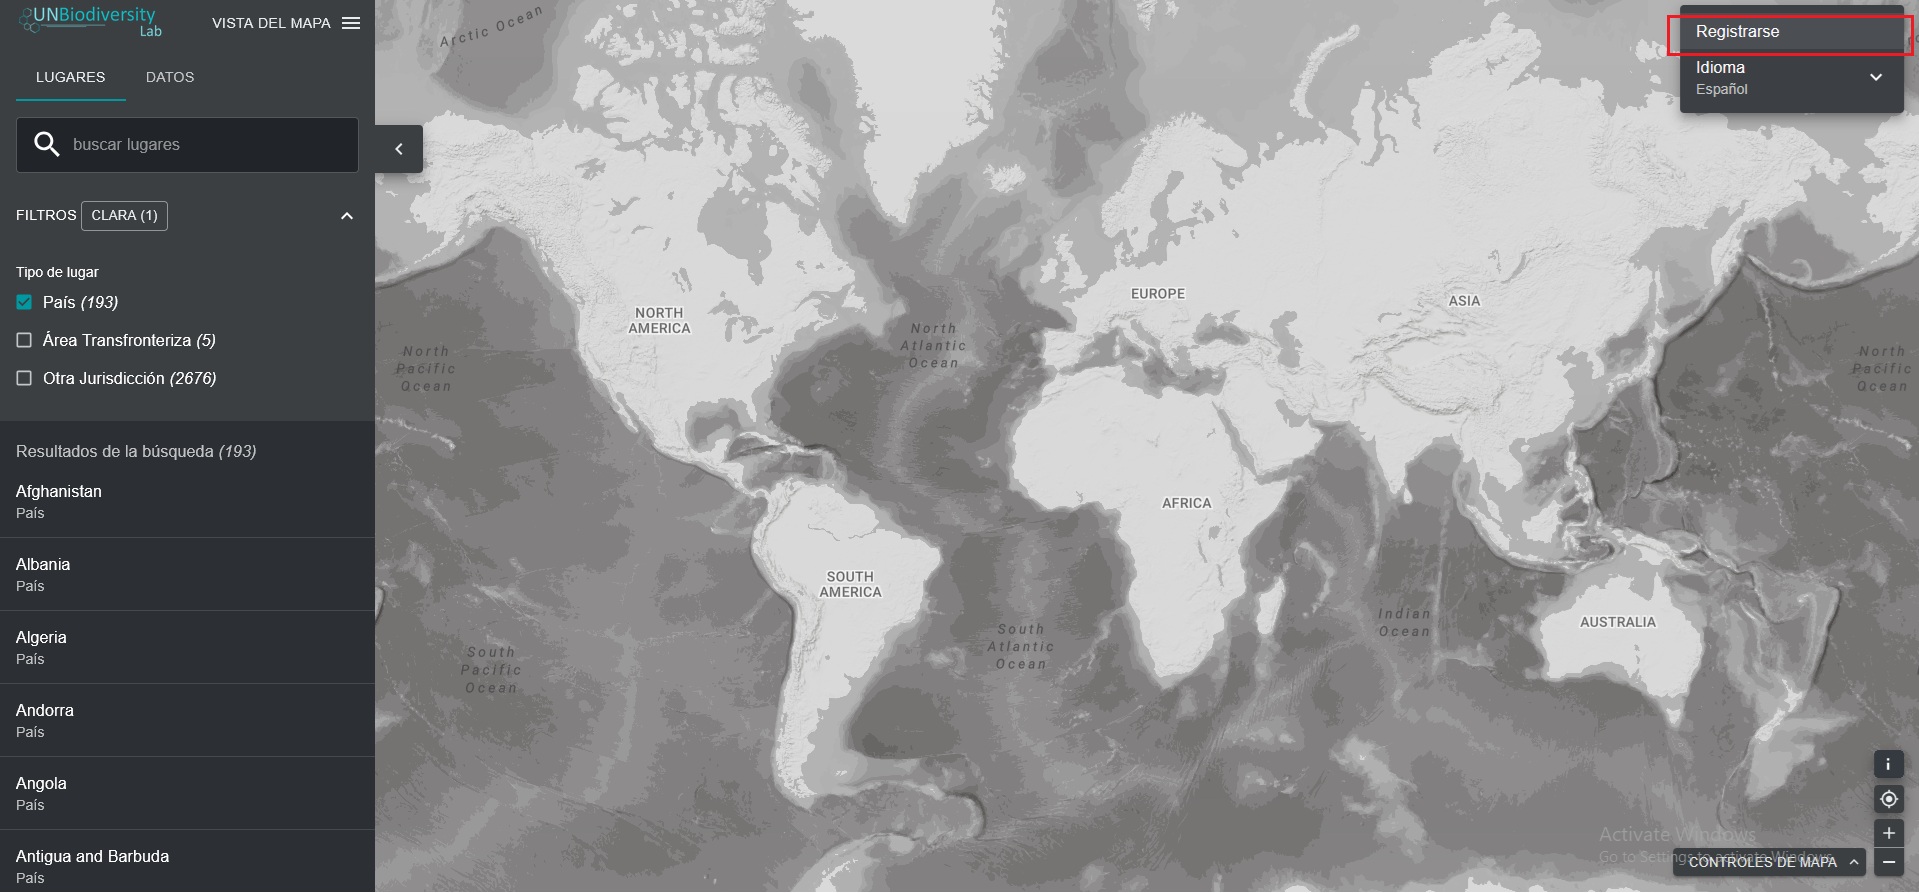 UNBiodiversity
Lab
VISTA DEL MAPA
LUGARES
DATOS
buscar lugares
FILTROS CLARA (1)
Tipo de lugar
País (193)
Área Transfronteriza (5)
Otra Jurisdicción (2676)
Resultados de la búsqueda (193)
Afghanistan
País
Albania
País
Algeria
País
Andorra
País
Angola
País
Antigua and Barbuda
País
Registrarse
Idioma
Español
Arctic Ocean
NORTH
AMERICA
North
Atlantic
Ocean
EUROPE
ASIA
North
Pacific
Ocean
North
Pacific
Ocean
AFRICA
SOUTH
AMERICA
South
Atlantic
Ocean
Indian
Ocean
AUSTRALIA
South
Pacific
Ocean
Activate Windows
Go to Settings to activate Windows.
CONTROLES DE MAPA